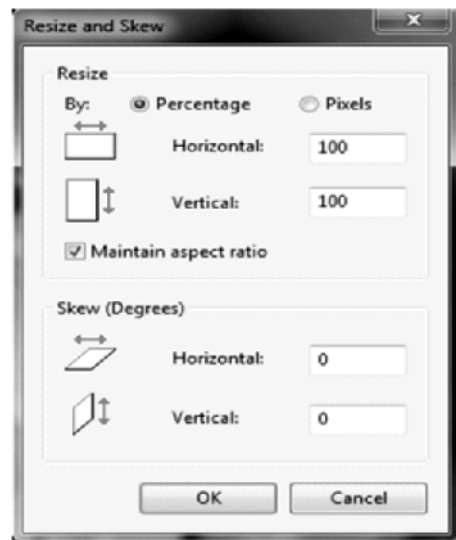 Resize and Skew
Resize
By: Percentage Pixels
Horizontal: 100
Vertical: 100
Maintain aspect ratio
Skew (Degrees)
Horizontal: 0
Vertical: 0
OK Cancel